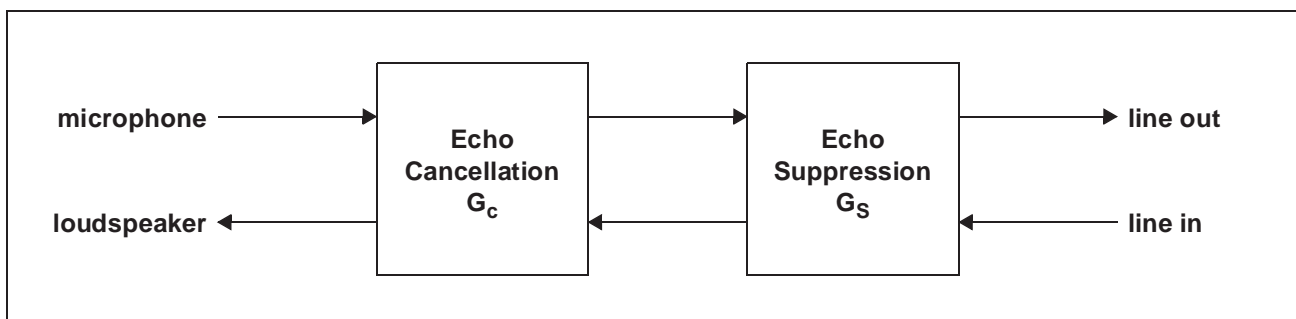 microphone
loudspeaker
Echo
Cancellation
Gc
Echo
Suppression
GS
line out
line in